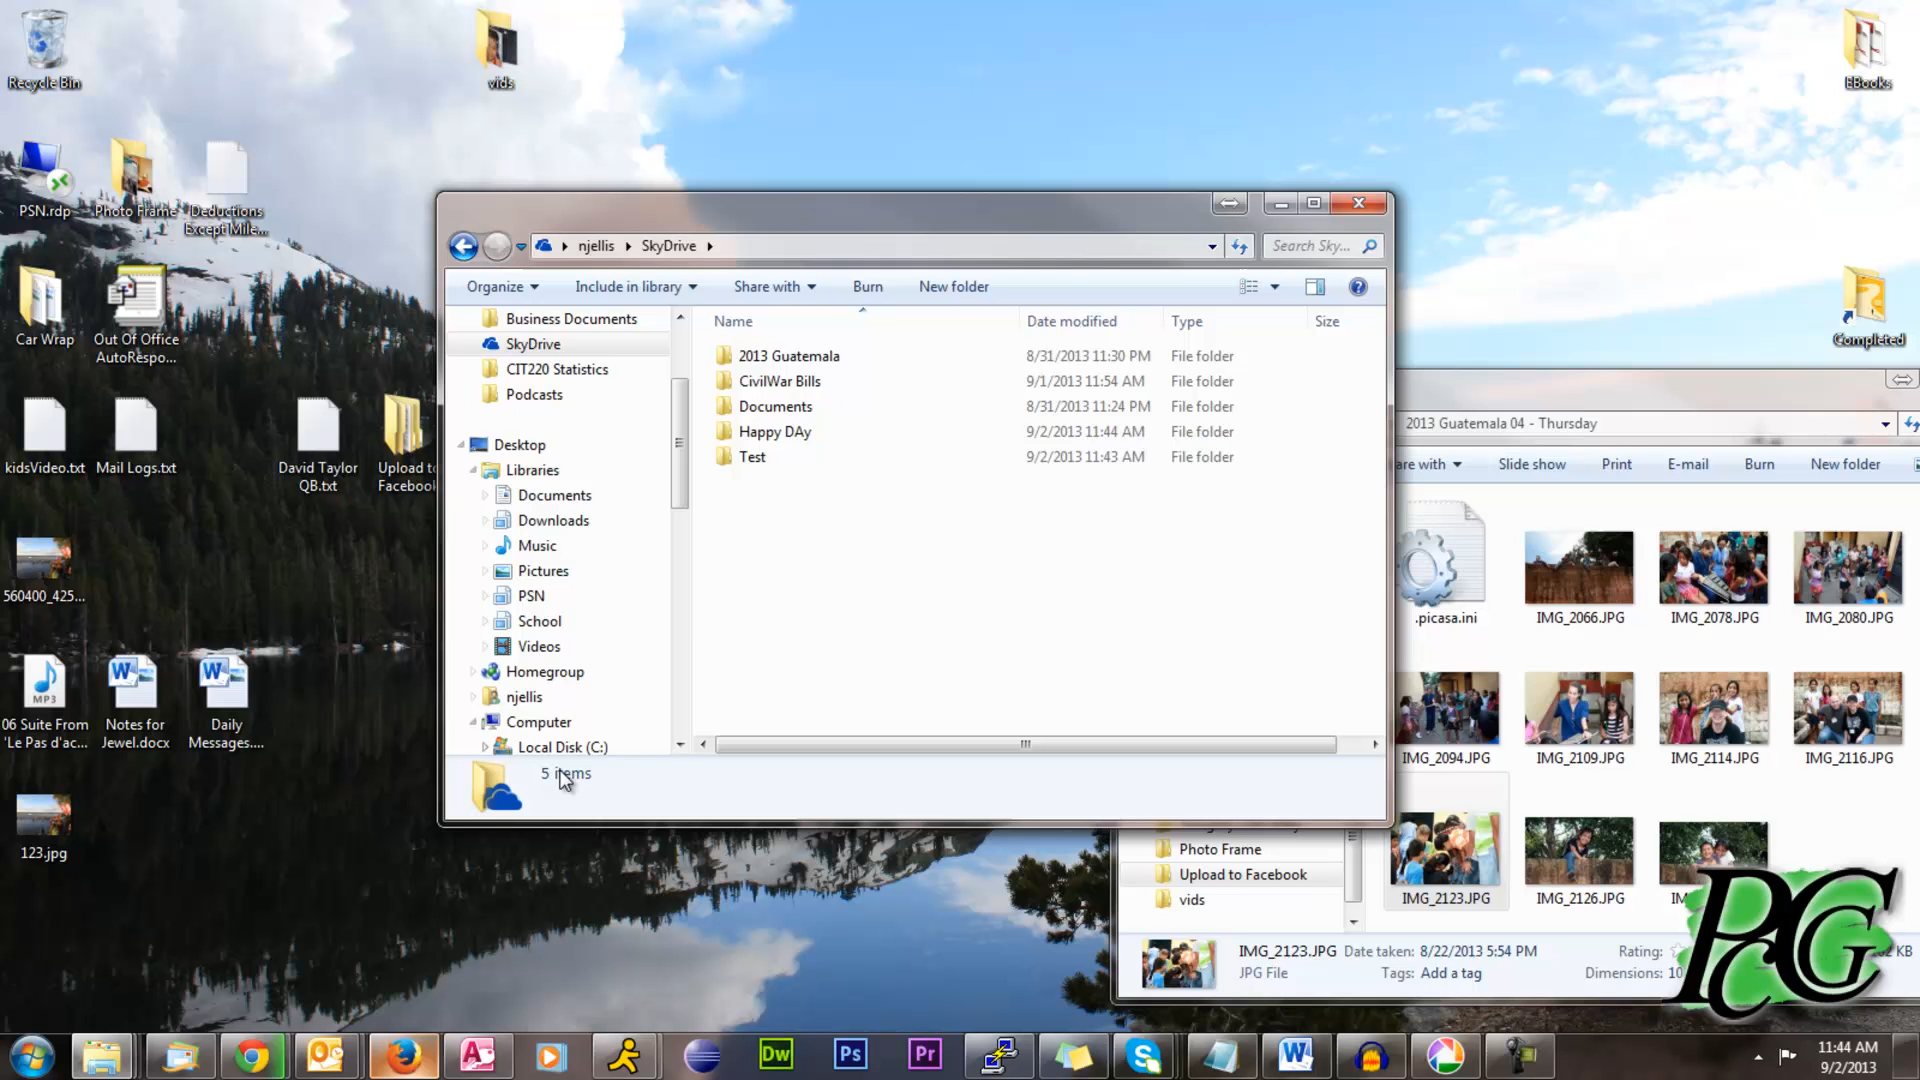 Recycle Bin
vids
EBooks
PSN.rdp
Photo Frame
Deductions
Except Mile...
Car Wrap
Out Of Office
AutoRespo...
Completed
kidsVideo.txt
Mail Logs.txt
David Taylor
QB.txt
Upload to
Facebook
560400_425...
MP3
06 Suite From
'Le Pas d'ac...
Notes for
Jewel.docx
Daily
Messages....
123.jpg
njellis
SkyDrive
Search Sky...
Organize
Include in library
Share with
Burn
New folder
Business Documents
SkyDrive
CIT220 Statistics
Podcasts
Desktop
Libraries
Documents
Downloads
Music
Pictures
PSN
School
Videos
Homegroup
njellis
Computer
Local Disk (C:)
Name Date modified Type Size
2013 Guatemala 8/31/2013 11:30 PM File folder
CivilWar Bills 9/1/2013 11:54 AM File folder
Documents 8/31/2013 11:24 PM File folder
Happy DAy 9/2/2013 11:44 AM File folder
Test 9/2/2013 11:43 AM File folder
5 items
2013 Guatemala 04 - Thursday
with
Slide show
Print
E-mail
Burn
New folder
.picasa.ini
IMG_2066.JPG
IMG_2078.JPG
IMG_2080.JPG
IMG_2094.JPG
IMG_2109.JPG
IMG_2114.JPG
IMG_2116.JPG
IMG_2123.JPG
IMG_2126.JPG
Photo Frame
Upload to Facebook
vids
IMG_2123.JPG Date taken: 8/22/2013 5:54 PM Rating:
JPG File Tags: Add a tag Dimensions:
KB
PCG
Dw
Ps
Pr
11:44 AM
9/2/2013